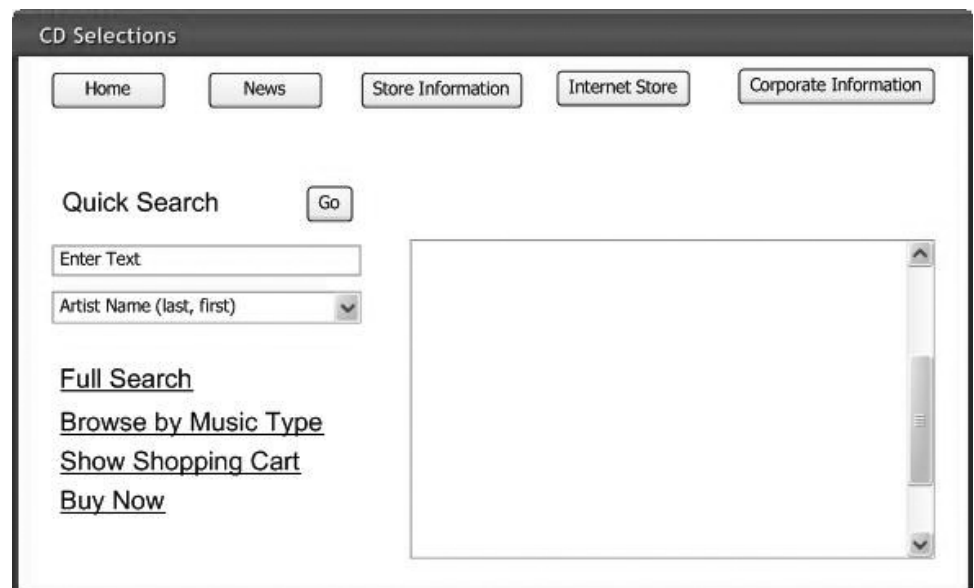 CD Selections
Home News Store Information Internet Store Corporate Information
Quick Search Go
Enter Text
Artist Name (last, first)
Full Search
Browse by Music Type
Show Shopping Cart
Buy Now